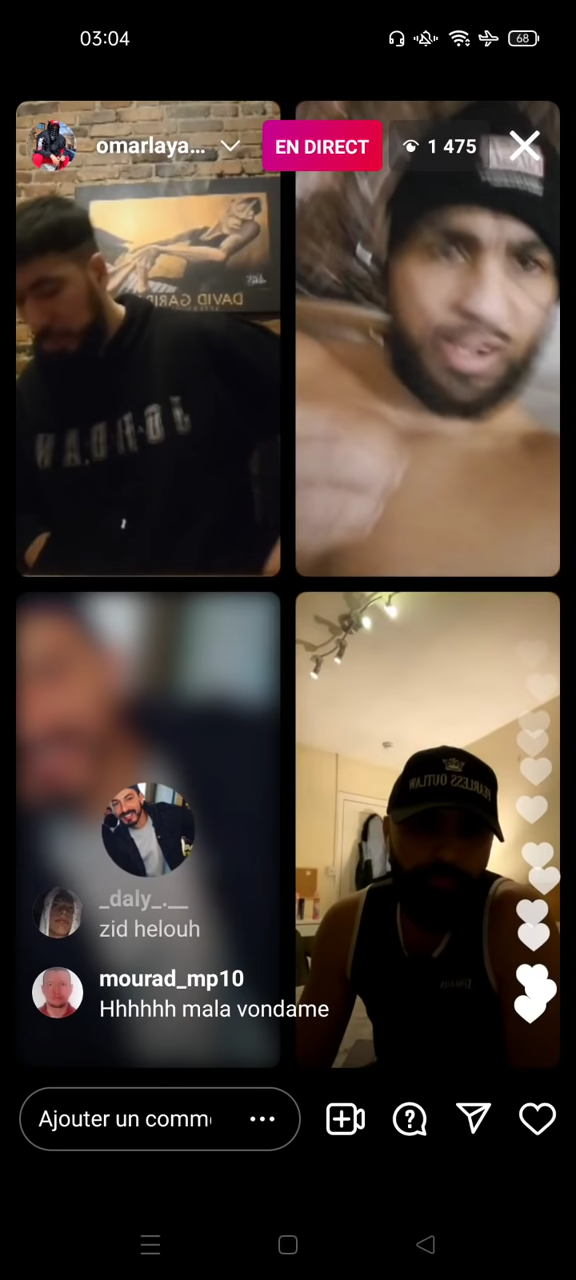 03:04
68
omarlaya...
EN DIRECT
1 475
DAVID GARI
JORDAN
FEARLESS OUTLAW
_daly_.__
zid helouh
mourad_mp10
Hhhhhh mala vondame
Ajouter un comm